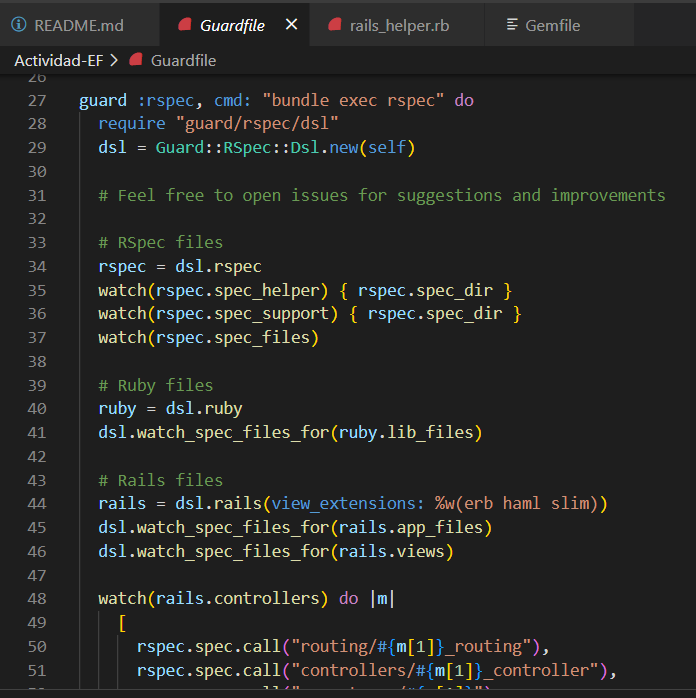 README.md Guardfile rails_helper.rb Gemfile
Actividad-EF > Guardfile
26
27 guard :rspec, cmd: "bundle exec rspec" do
28 require "guard/rspec/dsl"
29 dsl = Guard::RSpec::Dsl.new(self)
30
31 # Feel free to open issues for suggestions and improvements
32
33 # RSpec files
34 rspec = dsl.rspec
35 watch(rspec.spec_helper) { rspec.spec_dir }
36 watch(rspec.spec_support) { rspec.spec_dir }
37 watch(rspec.spec_files)
38
39 # Ruby files
40 ruby = dsl.ruby
41 dsl.watch_spec_files_for(ruby.lib_files)
42
43 # Rails files
44 rails = dsl.rails(view_extensions: %w(erb haml slim))
45 dsl.watch_spec_files_for(rails.app_files)
46 dsl.watch_spec_files_for(rails.views)
47
48 watch(rails.controllers) do |m|
49 [
50 rspec.spec.call("routing/#{m[1]}_routing"),
51 rspec.spec.call("controllers/#{m[1]}_controller"),